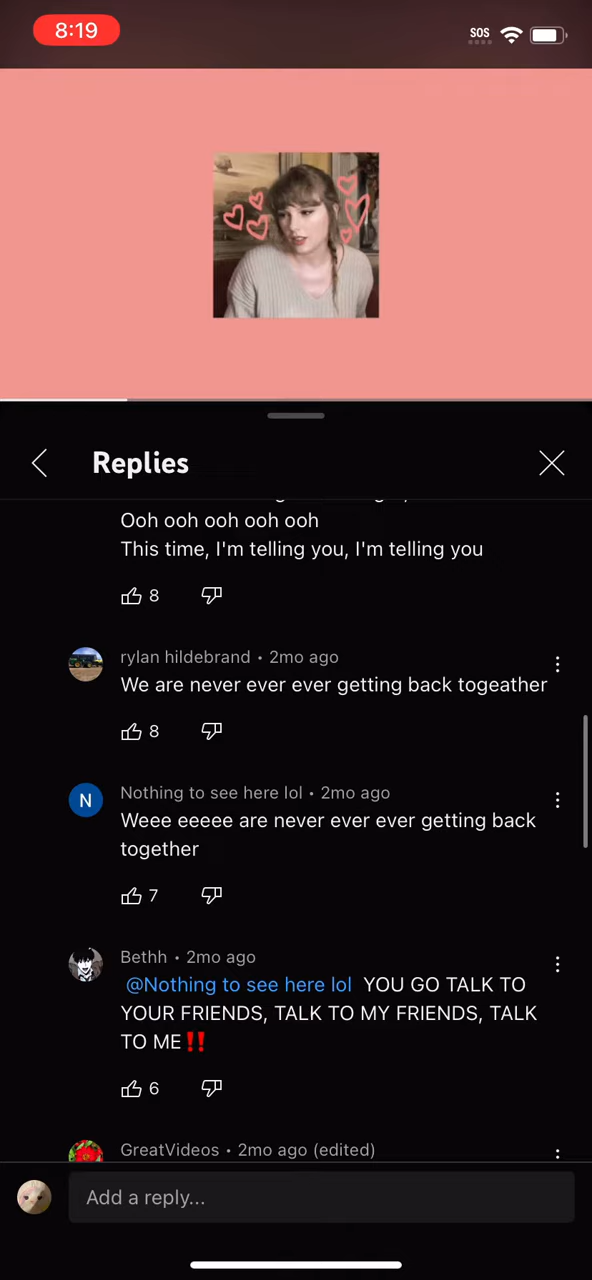 8:19
SOS
Replies
Ooh ooh ooh ooh ooh
This time, I'm telling you, I'm telling you
8
rylan hildebrand • 2mo ago
We are never ever ever getting back togeather
8
N
Nothing to see here lol • 2mo ago
Weee eeeee are never ever ever getting back
together
7
Bethh • 2mo ago
@Nothing to see here lol YOU GO TALK TO
YOUR FRIENDS, TALK TO MY FRIENDS, TALK
TO ME‼️
6
GreatVideos • 2mo ago (edited)
Add a reply...